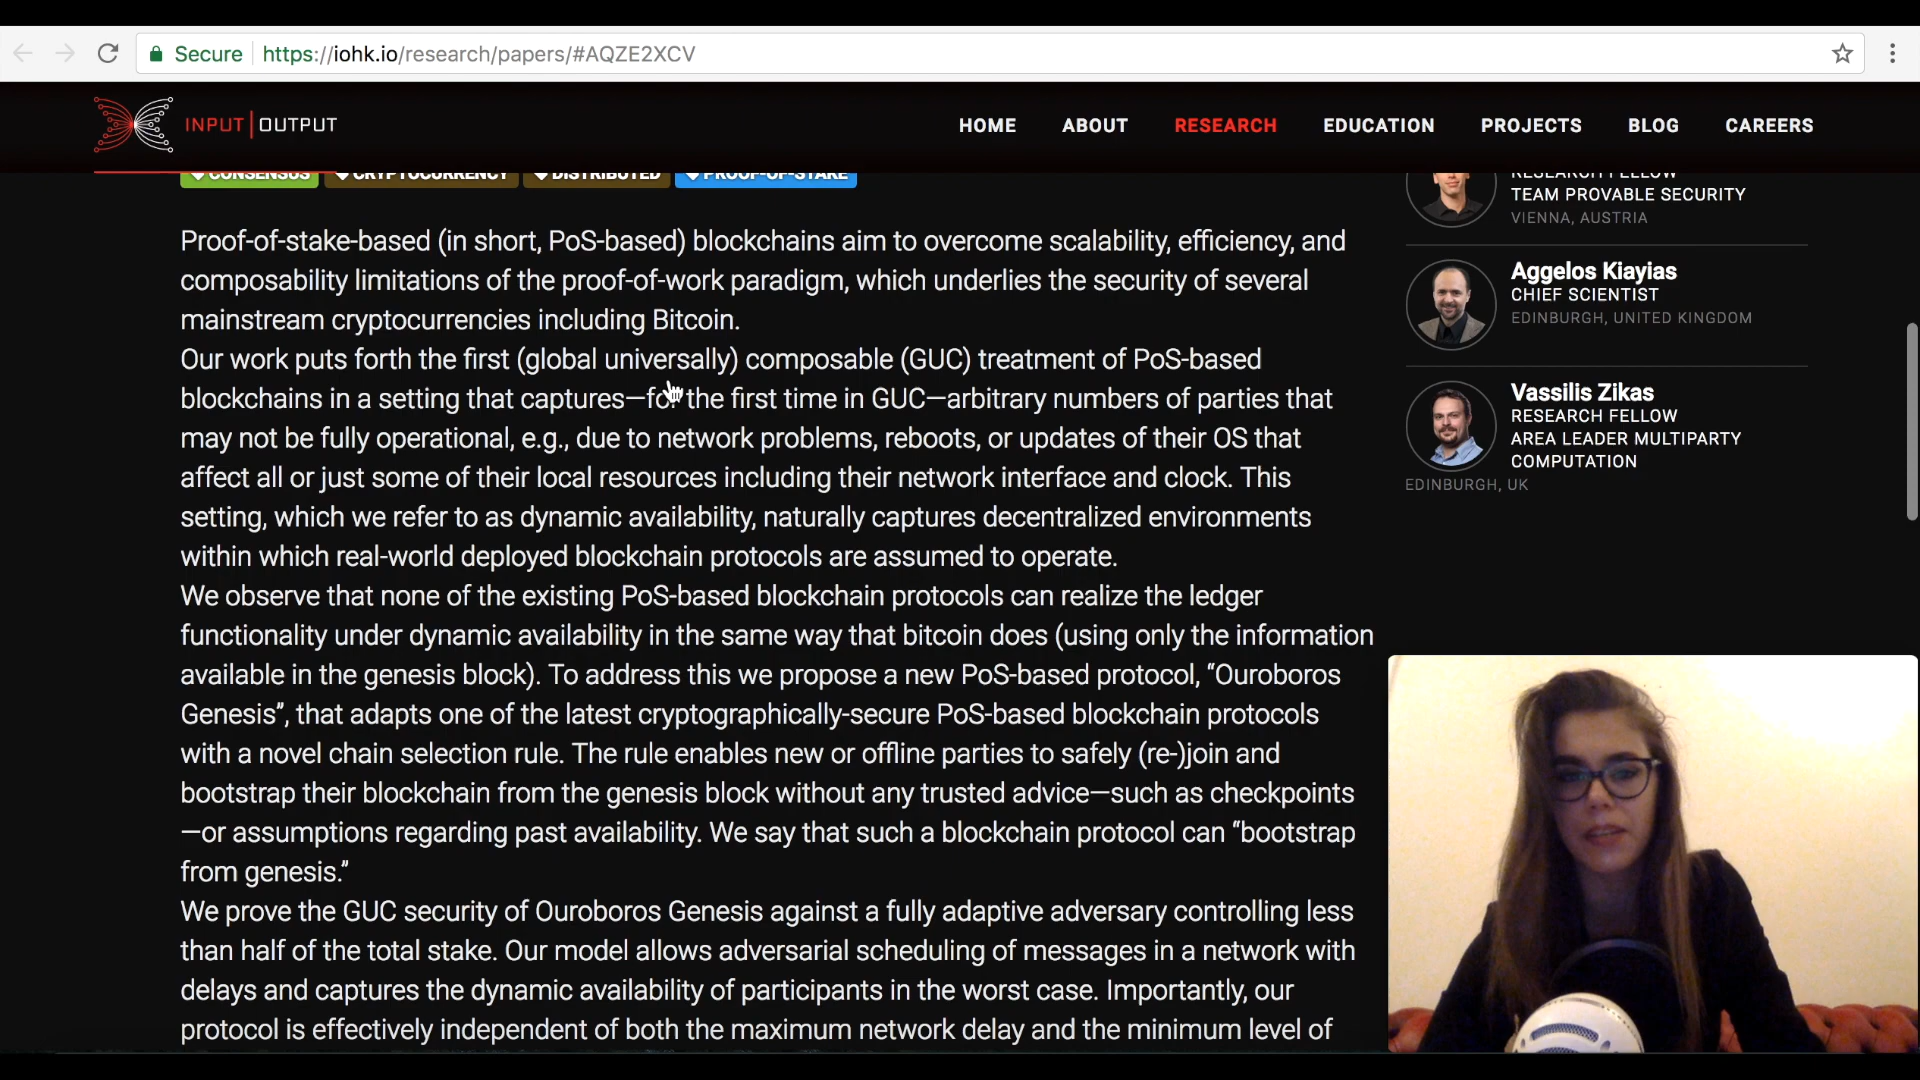 Secure https://iohk.io/research/papers/#AQZE2XCV
INPUT|OUTPUT
HOME ABOUT RESEARCH EDUCATION PROJECTS BLOG CAREERS
CONSENSUS CRYPTOCURRENCY DISTRIBUTED PROOF-OF-STAKE
Proof-of-stake-based (in short, PoS-based) blockchains aim to overcome scalability, efficiency, and
composability limitations of the proof-of-work paradigm, which underlies the security of several
mainstream cryptocurrencies including Bitcoin.
Our work puts forth the first (global universally) composable (GUC) treatment of PoS-based
blockchains in a setting that captures—for the first time in GUC—arbitrary numbers of parties that
may not be fully operational, e.g., due to network problems, reboots, or updates of their OS that
affect all or just some of their local resources including their network interface and clock. This
setting, which we refer to as dynamic availability, naturally captures decentralized environments
within which real-world deployed blockchain protocols are assumed to operate.
We observe that none of the existing PoS-based blockchain protocols can realize the ledger
functionality under dynamic availability in the same way that bitcoin does (using only the information
available in the genesis block). To address this we propose a new PoS-based protocol, “Ouroboros
Genesis”, that adapts one of the latest cryptographically-secure PoS-based blockchain protocols
with a novel chain selection rule. The rule enables new or offline parties to safely (re-)join and
bootstrap their blockchain from the genesis block without any trusted advice—such as checkpoints
—or assumptions regarding past availability. We say that such a blockchain protocol can “bootstrap
from genesis.”
We prove the GUC security of Ouroboros Genesis against a fully adaptive adversary controlling less
than half of the total stake. Our model allows adversarial scheduling of messages in a network with
delays and captures the dynamic availability of participants in the worst case. Importantly, our
protocol is effectively independent of both the maximum network delay and the minimum level of
RESEARCH FELLOW
TEAM PROVABLE SECURITY
VIENNA, AUSTRIA
Aggelos Kiayias
CHIEF SCIENTIST
EDINBURGH, UNITED KINGDOM
Vassilis Zikas
RESEARCH FELLOW
AREA LEADER MULTIPARTY
COMPUTATION
EDINBURGH, UK